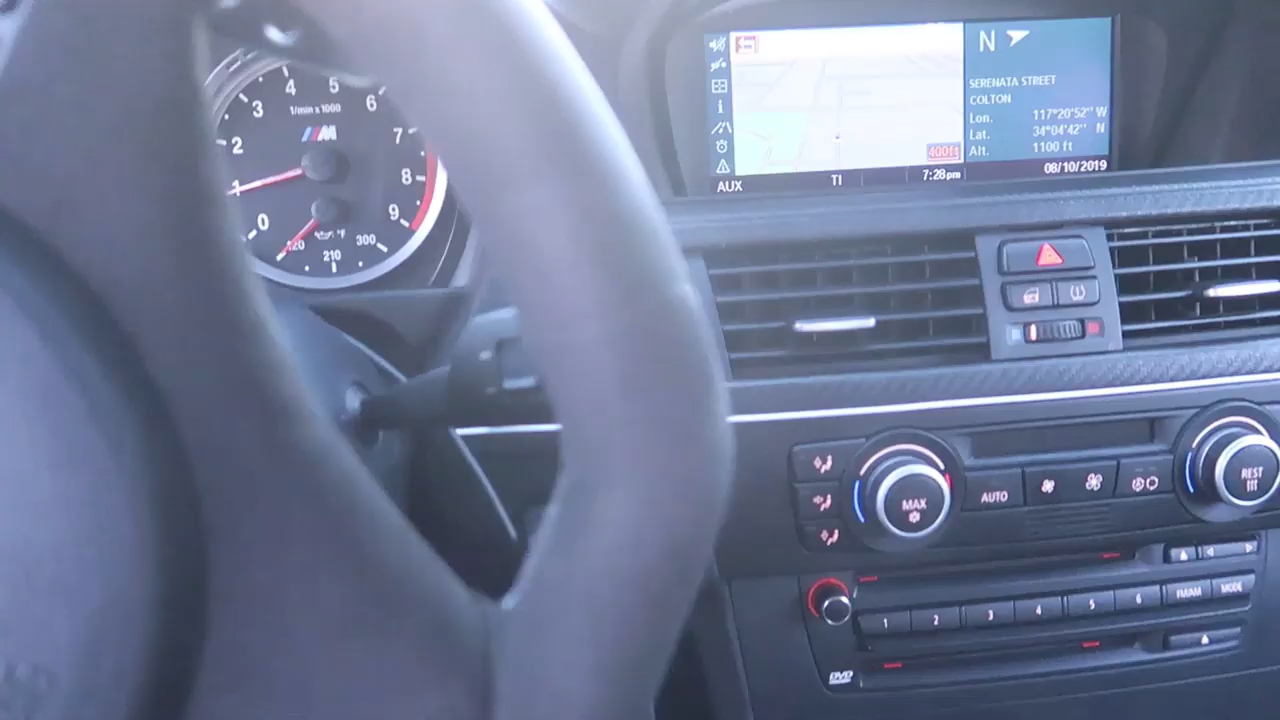 4
5
3
6
1/min x 1000
M
2
7
1
8
0
9
°F
300
210
N
SERENATA STREET
COLTON
Lon. 117°20'52'' W
Lat. 34°04'42'' N
Alt. 1100 ft
400ft
AUX TI 7:28pm 08/10/2019
MAX
AUTO
REST
1 2 3 4 5 6 FM/AM MODE
DVD